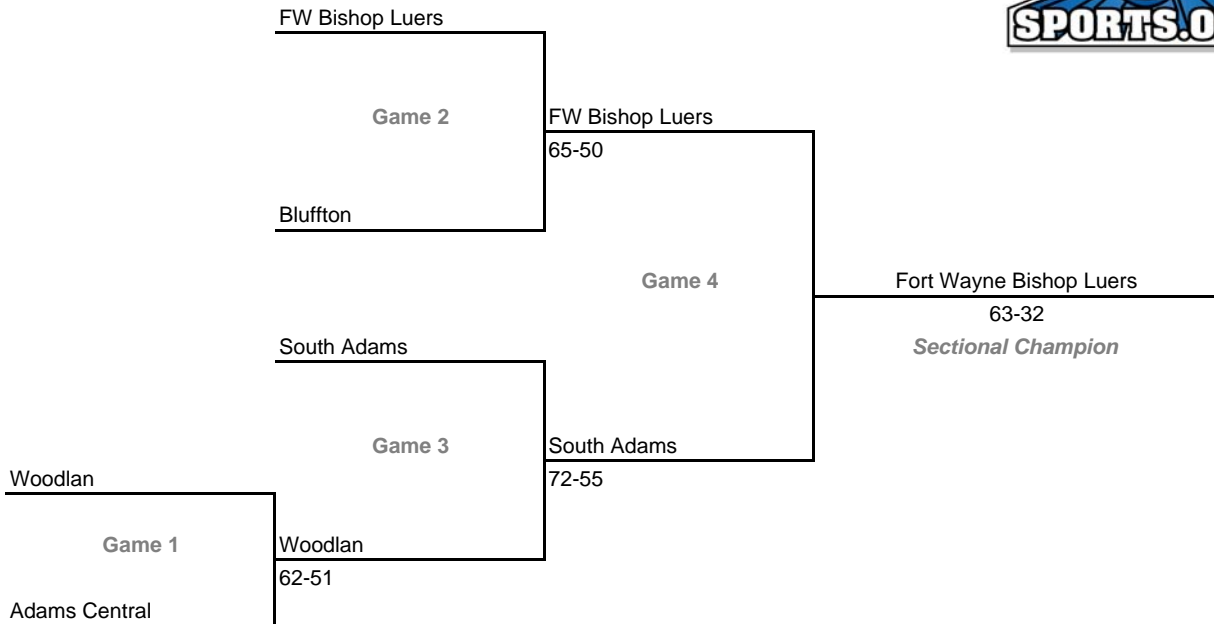 SPORTS.O
FW Bishop Luers
Game 2
FW Bishop Luers
65-50
Bluffton
Game 4
Fort Wayne Bishop Luers
63-32
Sectional Champion
South Adams
Game 3
South Adams
72-55
Woodlan
Game 1
Woodlan
62-51
Adams Central